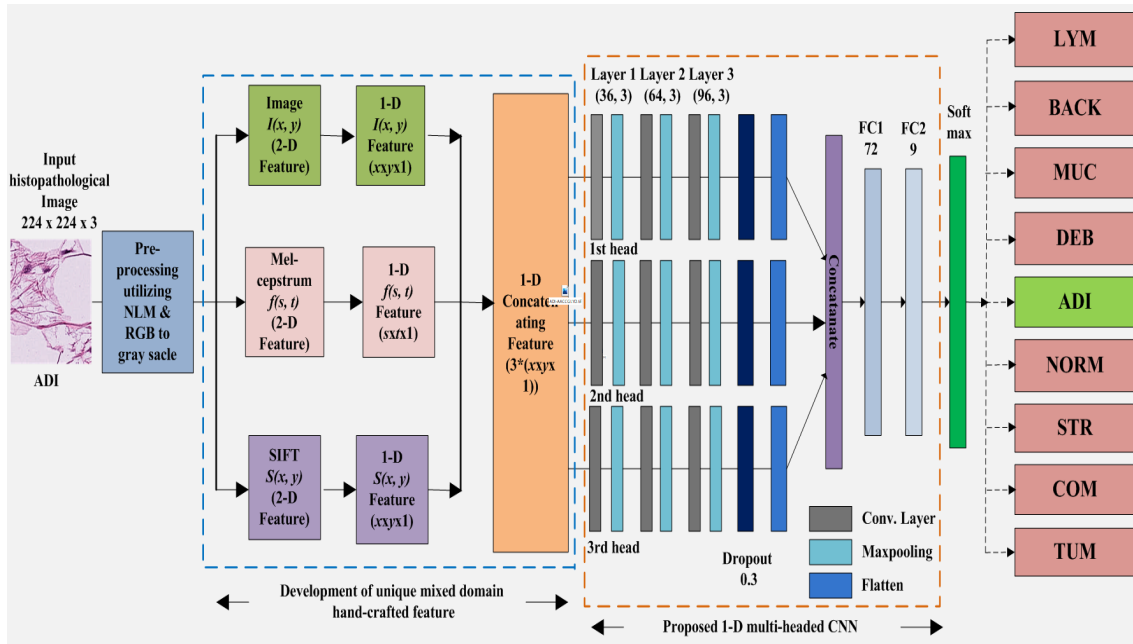 Input
histopathological
Image
224 x 224 x 3
ADI
Pre-
processing
utilizing
NLM &
RGB to
gray sacle
Image
I(x, y)
(2-D
Feature)
1-D
I(x, y)
Feature
(xxyx1)
Mel-
cepstrum
f(s, t)
(2-D
Feature)
1-D
f(s, t)
Feature
(sxtx1)
SIFT
S(x, y)
(2-D
Feature)
1-D
S(x, y)
Feature
(xxyx1)
1-D
Concaten
ating
Feature
(3*(xxyx
1))
Development of unique mixed domain
hand-crafted feature
Layer 1
(36, 3)
Layer 2
(64, 3)
Layer 3
(96, 3)
1st head
2nd head
3rd head
Dropout
0.3
Concatanate
FC1
72
FC2
9
Conv. Layer
Maxpooling
Flatten
Proposed 1-D multi-headed CNN
Soft
max
LYM
BACK
MUC
DEB
ADI
NORM
STR
COM
TUM